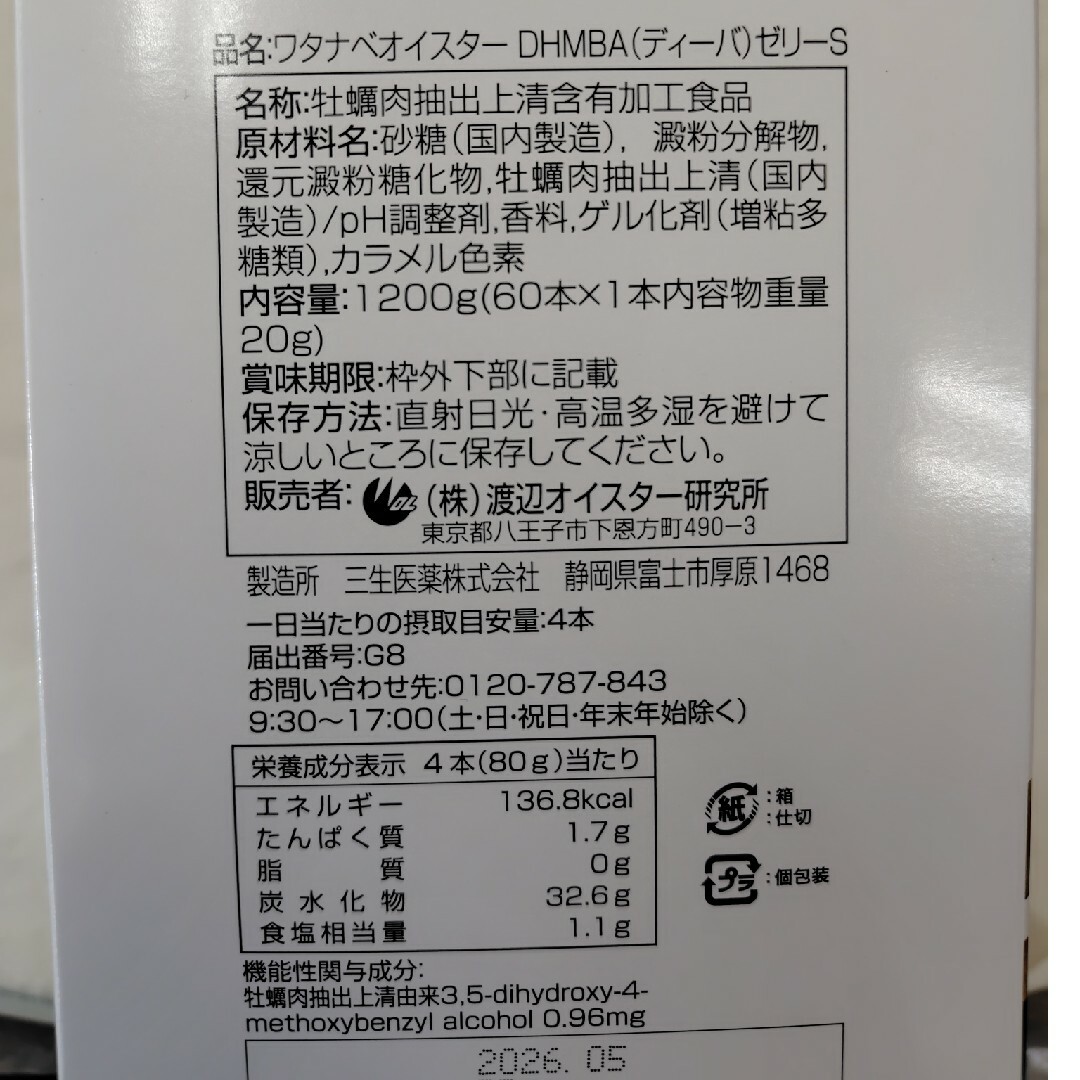 品名:ワタナベオイスター DHMBA(ディーバ)ゼリーS
名称:牡蠣肉抽出上清含有加工食品
原材料名:砂糖(国内製造), 澱粉分解物,
還元澱粉糖化物,牡蠣肉抽出上清(国内
製造)/pH調整剤,香料,ゲル化剤(増粘多
糖類),カラメル色素
内容量:1200g(60本×1本内容物重量
20g)
賞味期限:枠外下部に記載
保存方法:直射日光・高温多湿を避けて
涼しいところに保存してください。
販売者: (株)渡辺オイスター研究所
東京都八王子市下恩方町490-3
製造所 三生医薬株式会社 静岡県富士市厚原1468
一日当たりの摂取目安量:4本
届出番号:G8
お問い合わせ先:0120-787-843
9:30~17:00(土・日・祝日・年末年始除く)
栄養成分表示 4本(80g)当たり
エネルギー 136.8kcal
たんぱく質 1.7g
脂質 0g
炭水化物 32.6g
食塩相当量 1.1g
紙 :箱
:仕切
プラ :個包装
機能性関与成分:
牡蠣肉抽出上清由来3,5-dihydroxy-4-
methoxybenzyl alcohol 0.96mg
2026. 05